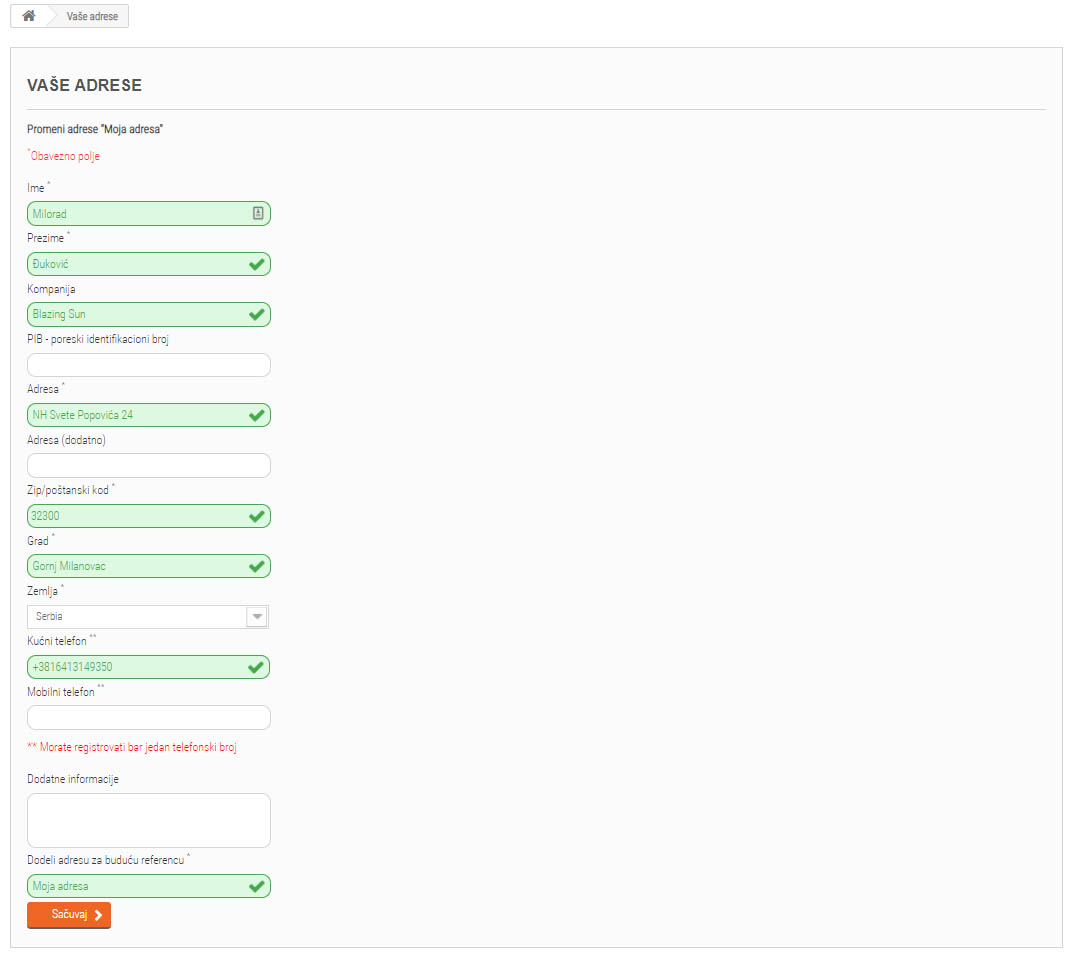 Vaše adrese
VAŠE ADRESE
Promeni adrese "Moja adresa"
*Obavezno polje
Ime *
Milorad
Prezime *
Đuković
Kompanija
Blazing Sun
PIB - poreski identifikacioni broj
Adresa *
NH Svete Popovića 24
Adresa (dodatno)
Zip/poštanski kod *
32300
Grad *
Gornj Milanovac
Zemlja *
Serbia
Kućni telefon **
+3816413149350
Mobilni telefon **
** Morate registrovati bar jedan telefonski broj
Dodatne informacije
Dodeli adresu za buduću referencu *
Moja adresa
Sačuvaj